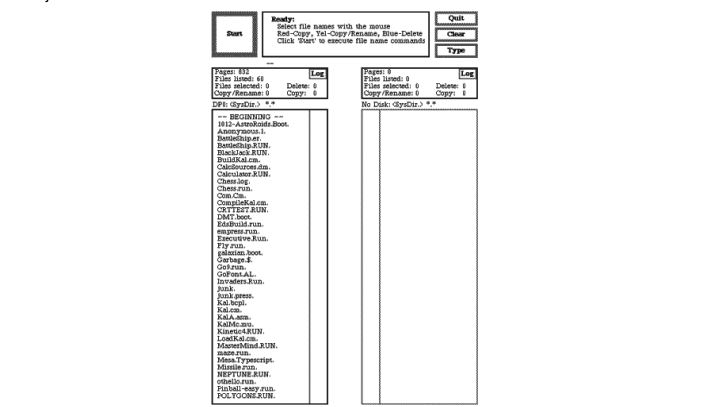 Start
Ready:
Select file names with the mouse
Red-Copy, Yel-Copy/Rename, Blue-Delete
Click 'Start' to execute file name commands
Quit
Clear
Type
Pages: 832
Log
Files listed: 60
Files selected: 0 Delete: 0
Copy/Rename: 0 Copy: 0
DP0: <SysDir.> *.*
-- BEGINNING --
1012-AstroRoids.Boot.
Anonymous.1.
BattleShip.er.
BattleShip.RUN.
BlackJack.RUN.
BuildKal.cm.
CalcSources.dm.
Calculator.RUN.
Chess.log.
Chess.run.
Com.Cm.
CompileKal.cm.
CRTTEST.RUN.
DMT.boot.
EdsBuild.run.
empress.run.
Executive.Run.
Fly.run.
galaxian.boot.
Garbage.$.
Go9.run.
GoFont.AL.
Invaders.Run.
junk.
junk.press.
Kal.bcpl.
Kal.cm.
KalA.asm.
KalMc.mu.
Kinetic4.RUN.
LoadKal.cm.
MasterMind.RUN.
maze.run.
Mesa.Typescript.
Missile.run.
NEPTUNE.RUN.
othello.run.
Pinball-easy.run.
POLYGONS.RUN.
Pages: 0
Log
Files listed: 0
Files selected: 0 Delete: 0
Copy/Rename: 0 Copy: 0
No Disk: <SysDir.> *.*